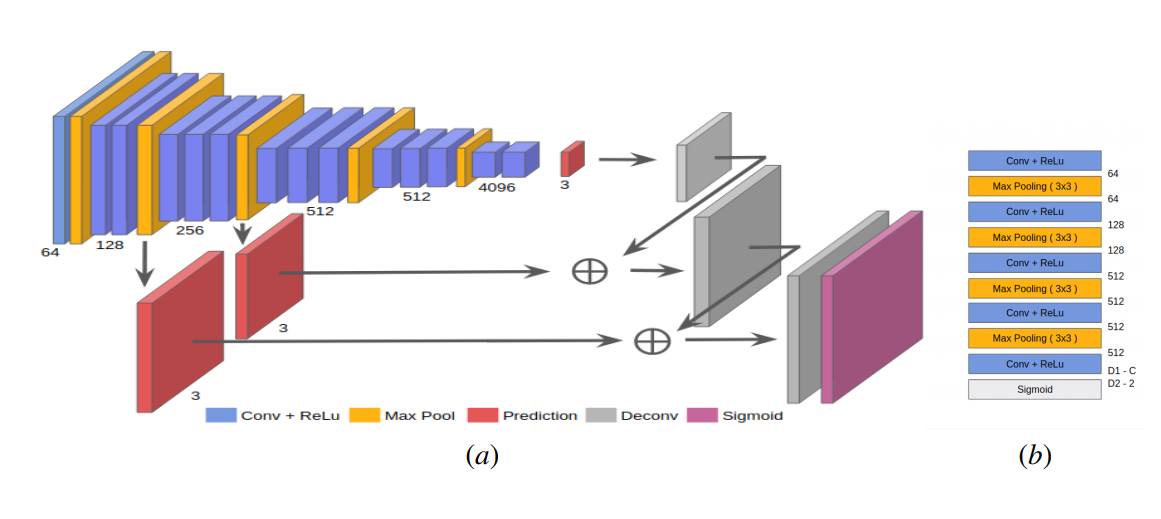 64
128
256
512
512
4096
3
3
3
Conv + ReLu
Max Pool
Prediction
Deconv
Sigmoid
(a)
Conv + ReLu
64
Max Pooling ( 3x3 )
64
Conv + ReLu
128
Max Pooling ( 3x3 )
128
Conv + ReLu
512
Max Pooling ( 3x3 )
512
Conv + ReLu
512
Max Pooling ( 3x3 )
512
Conv + ReLu
D1 - C
D2 - 2
Sigmoid
(b)